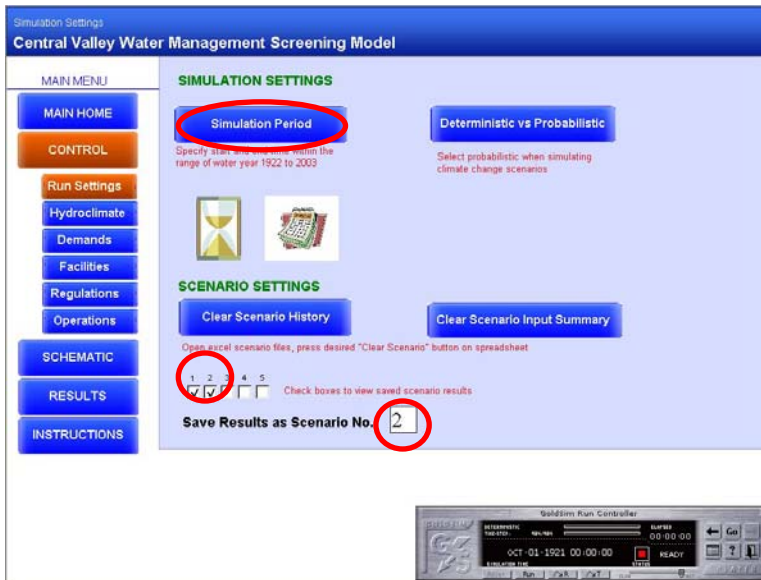 Simulation Settings
Central Valley Water Management Screening Model
MAIN MENU
MAIN HOME
CONTROL
Run Settings
Hydroclimate
Demands
Facilities
Regulations
Operations
SCHEMATIC
RESULTS
INSTRUCTIONS
SIMULATION SETTINGS
Simulation Period
Specify start and end time within the
range of water year 1922 to 2003
Deterministic vs Probabilistic
Select probabilistic when simulating
climate change scenarios
SCENARIO SETTINGS
Clear Scenario History
Clear Scenario Input Summary
Open excel scenario files, press desired "Clear Scenario" button on spreadsheet
1 2 3 4 5
Check boxes to view saved scenario results
Save Results as Scenario No. 2
GoldSim Run Controller
DETERMINISTIC
TIME-STEP:
ELAPSED
00:00:00
OCT-01-1921 00:00:00
READY
SIMULATION TIME
STATUS
Go
Run